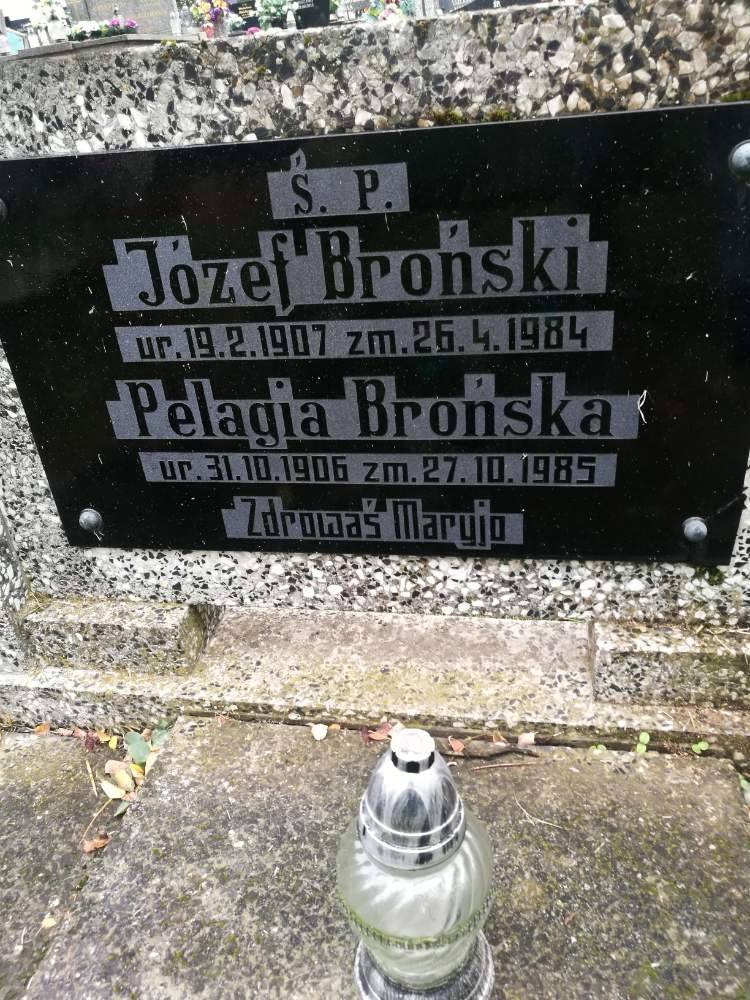 Ś. P.
Józef Broński
ur. 19.2.1907 zm. 26.4.1984
Pelagia Brońska
ur. 31.10.1906 zm. 27.10.1985
Zdrowaś Maryjo